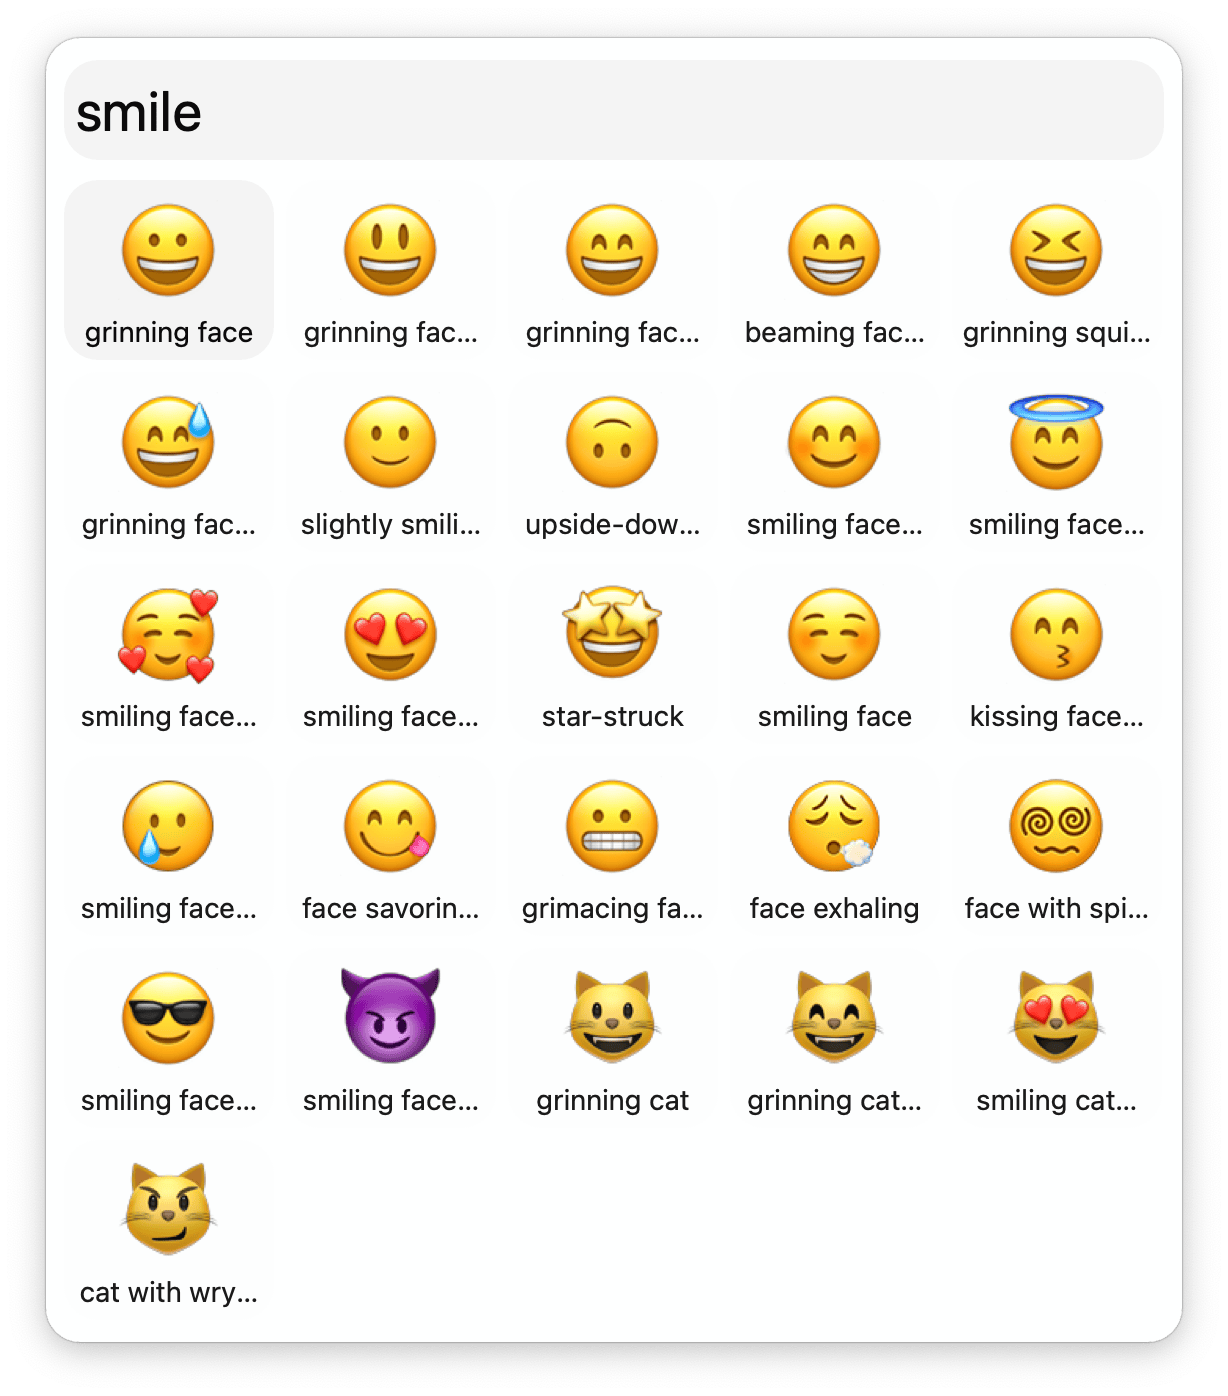 smile
grinning face
grinning fac...
grinning fac...
beaming fac...
grinning squi...
grinning fac...
slightly smili...
upside-dow...
smiling face...
smiling face...
smiling face...
smiling face...
star-struck
smiling face
kissing face...
smiling face...
face savorin...
grimacing fa...
face exhaling
face with spi...
smiling face...
smiling face...
grinning cat
grinning cat...
smiling cat...
cat with wry...